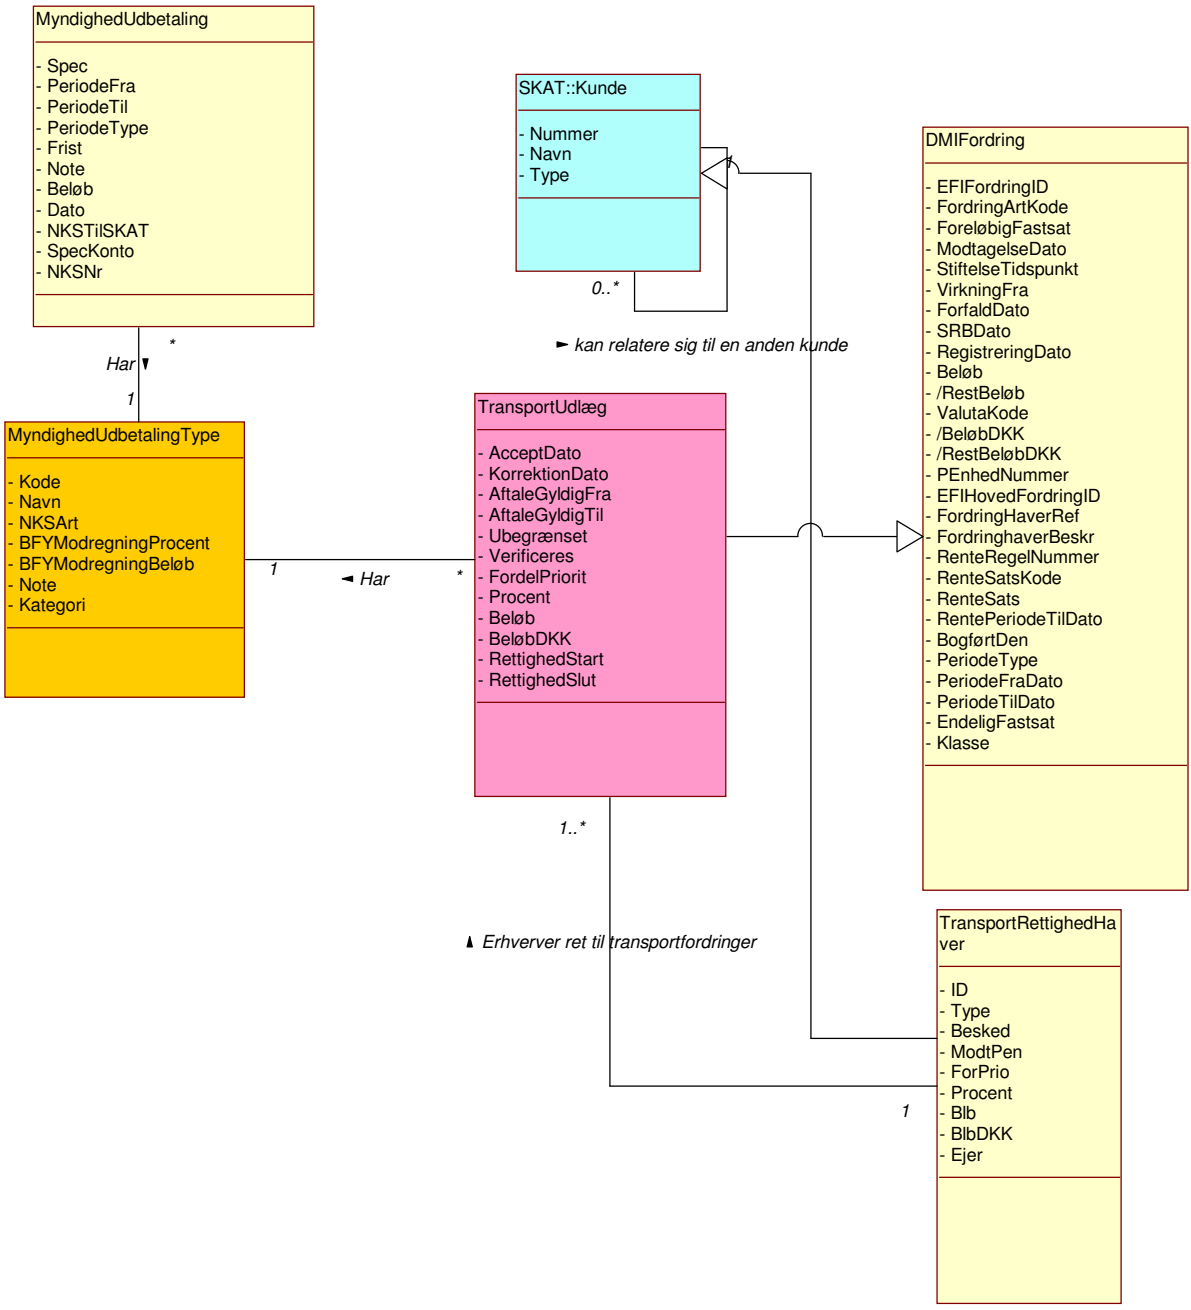 MyndighedUdbetaling
- Spec
- PeriodeFra
- PeriodeTil
- PeriodeType
- Frist
- Note
- Beløb
- Dato
- NKSTilSKAT
- SpecKonto
- NKSNr
*
Har
1
SKAT::Kunde
- Nummer
- Navn
- Type
1
0..*
kan relatere sig til en anden kunde
MyndighedUdbetalingType
- Kode
- Navn
- NKSArt
- BFYModregningProcent
- BFYModregningBeløb
- Note
- Kategori
1
Har
*
TransportUdlæg
- AcceptDato
- KorrektionDato
- AftaleGyldigFra
- AftaleGyldigTil
- Ubegrænset
- Verificeres
- FordelPriorit
- Procent
- Beløb
- BeløbDKK
- RettighedStart
- RettighedSlut
1..*
Erhverver ret til transportfordringer
1
DMIFordring
- EFIFordringID
- FordringArtKode
- ForeløbigFastsat
- ModtagelseDato
- StiftelseTidspunkt
- VirkningFra
- ForfaldDato
- SRBDato
- RegistreringDato
- Beløb
- /RestBeløb
- ValutaKode
- /BeløbDKK
- /RestBeløbDKK
- PEnhedNummer
- EFIHovedFordringID
- FordringHaverRef
- FordringhaverBeskr
- RenteRegelNummer
- RenteSatsKode
- RenteSats
- RentePeriodeTilDato
- BogførtDen
- PeriodeType
- PeriodeFraDato
- PeriodeTilDato
- EndeligFastsat
- Klasse
TransportRettighedHa
ver
- ID
- Type
- Besked
- ModtPen
- ForPrio
- Procent
- Blb
- BlbDKK
- Ejer